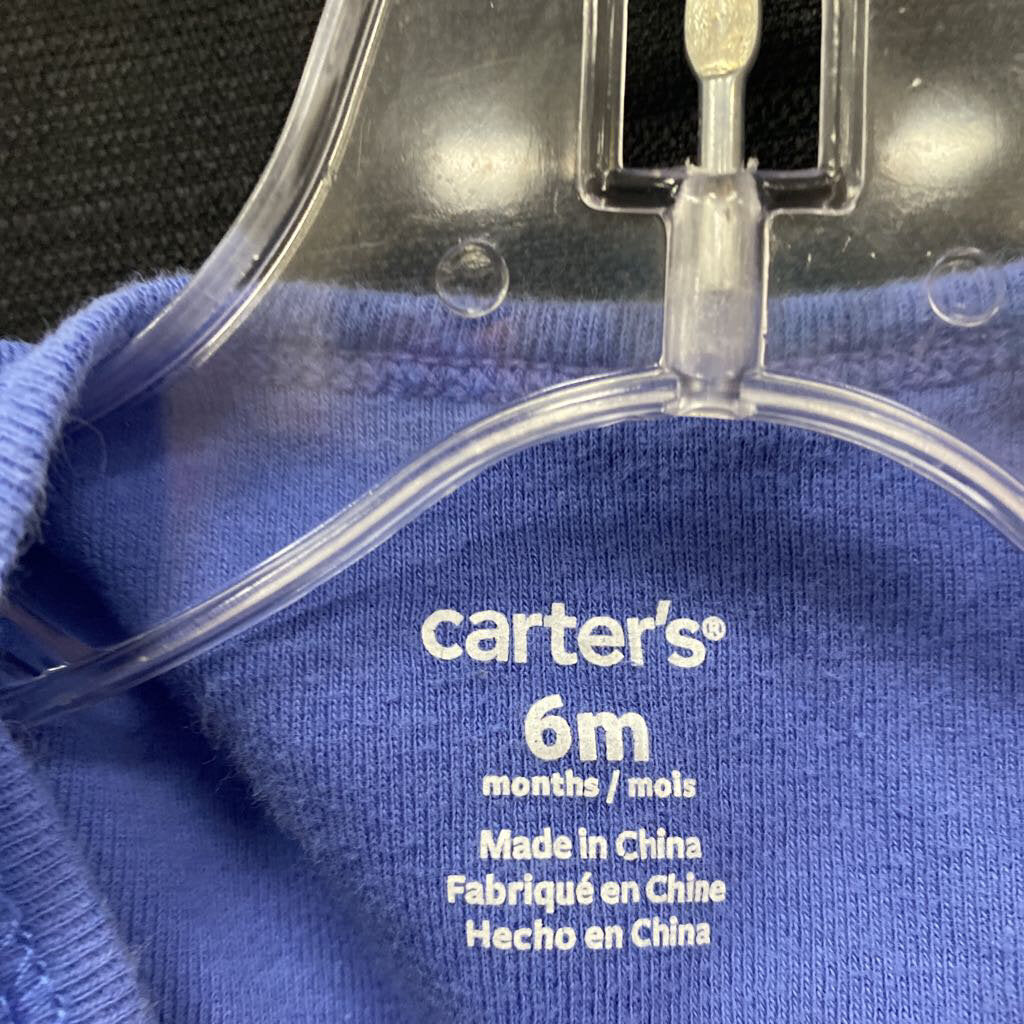 carter's®
6m
months / mois
Made in China
Fabriqué en Chine
Hecho en China